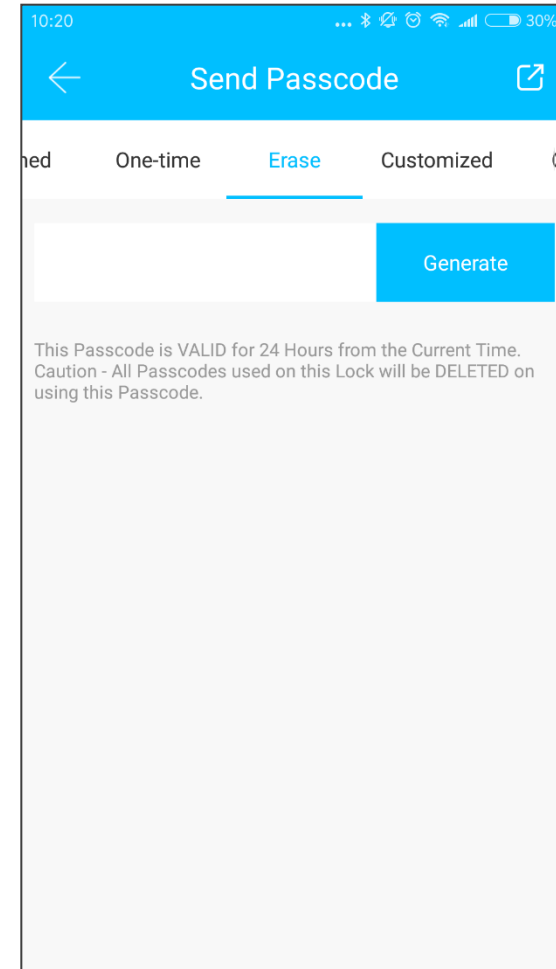 10:20 ... 30%
Send Passcode
ned One-time Erase Customized
Generate
This Passcode is VALID for 24 Hours from the Current Time.
Caution - All Passcodes used on this Lock will be DELETED on
using this Passcode.